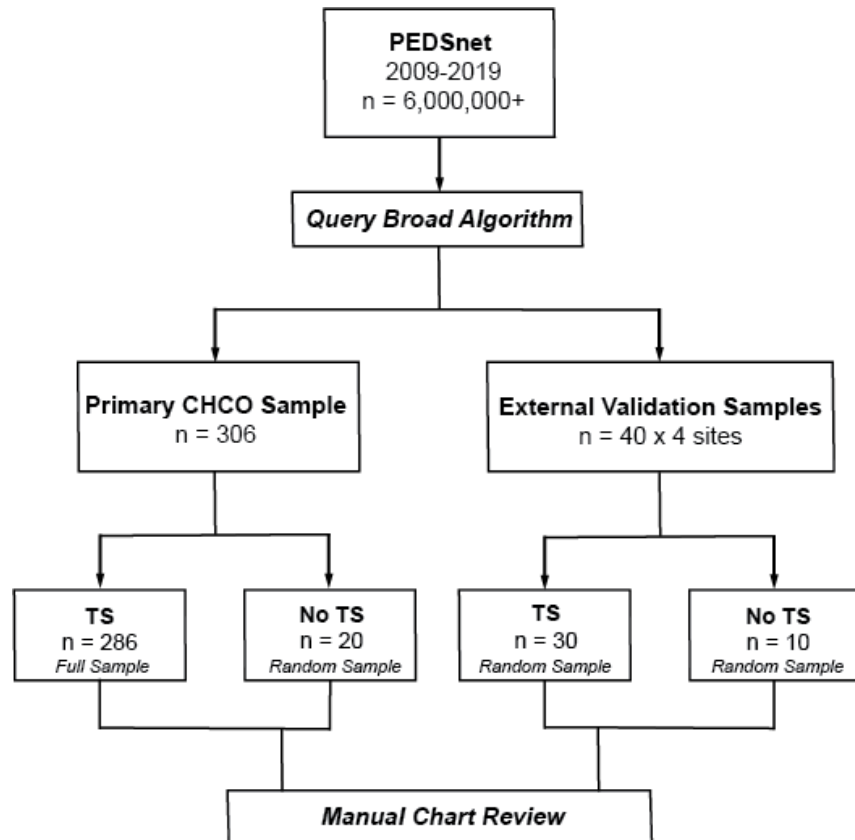 PEDSnet
2009-2019
n = 6,000,000+
Query Broad Algorithm
Primary CHCO Sample
n = 306
External Validation Samples
n = 40 x 4 sites
TS
n = 286
Full Sample
No TS
n = 20
Random Sample
TS
n = 30
Random Sample
No TS
n = 10
Random Sample
Manual Chart Review